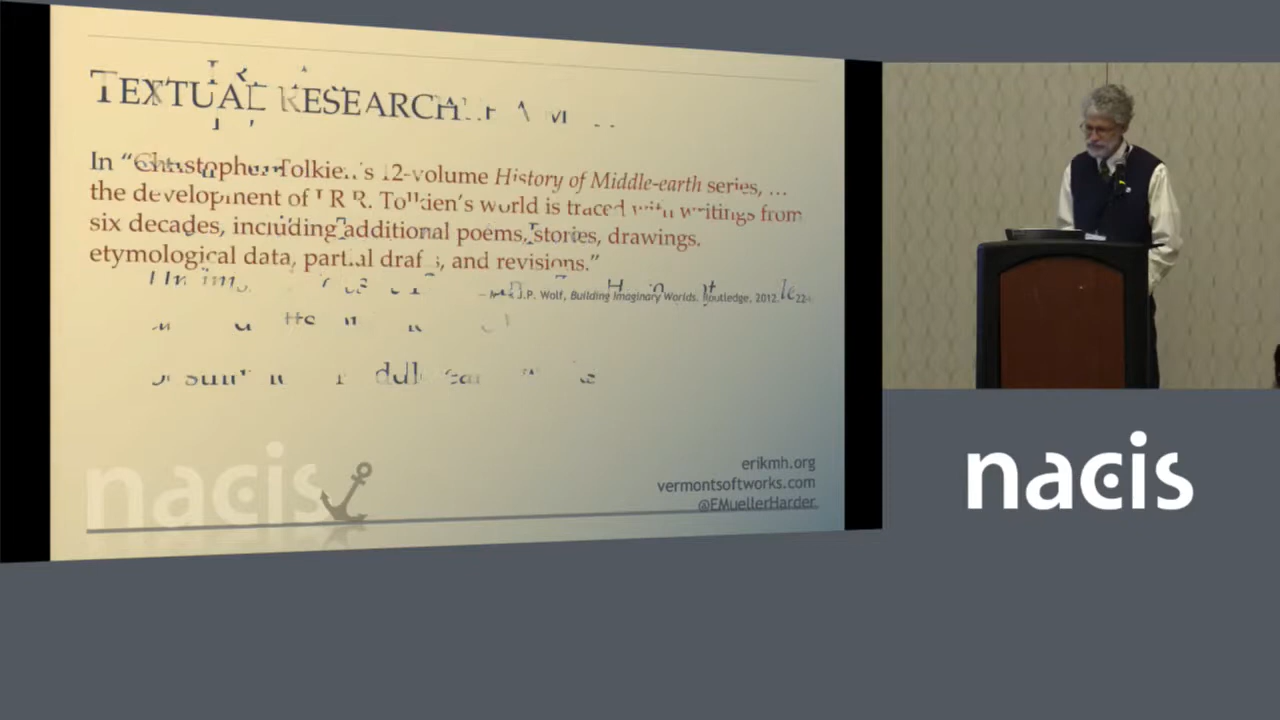 TEXTUAL RESEARCH
In “Christopher Tolkien's 12-volume History of Middle-earth series, ...
the development of J.R.R. Tolkien's world is traced with writings from
six decades, including additional poems, stories, drawings,
etymological data, partial drafts, and revisions.”
J.P. Wolf, Building Imaginary Worlds. Routledge, 2012.
nacis
erikmh.org
vermontsoftworks.com
@EMuellerHarder
nacis